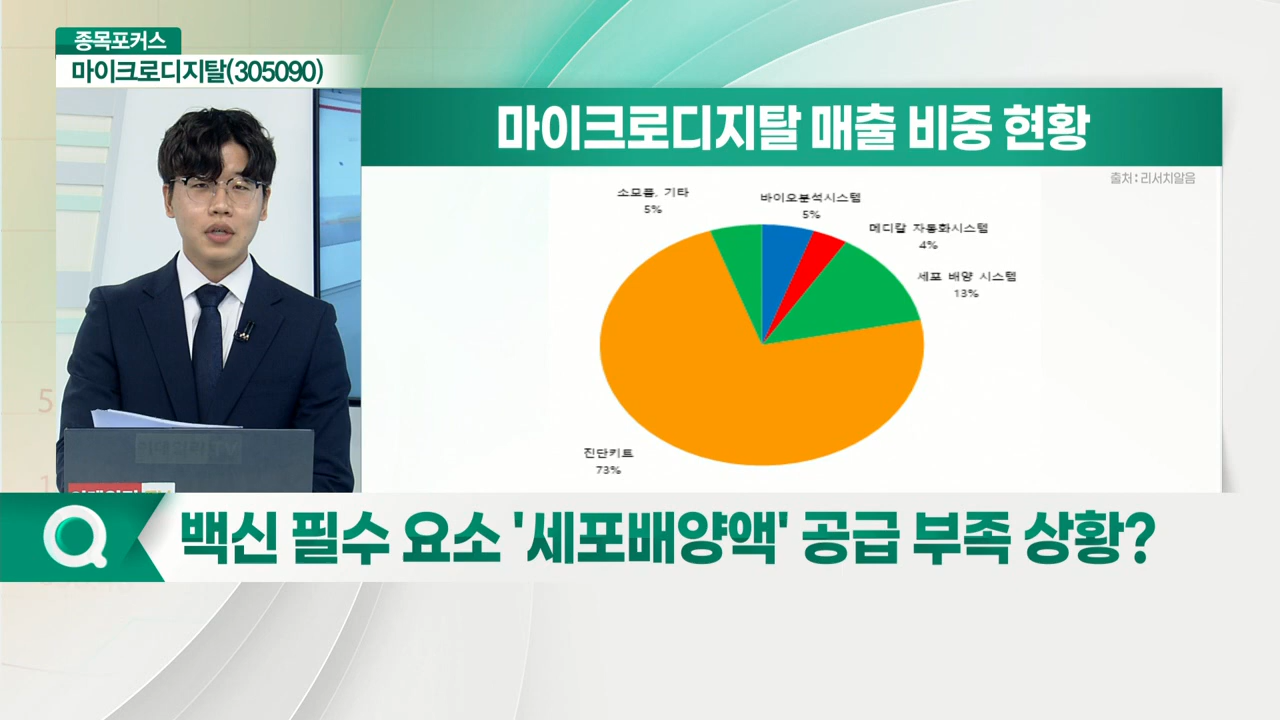 종목포커스
마이크로디지탈(305090)
마이크로디지탈 매출 비중 현황
출처 : 리서치알음
소모품, 기타
5%
바이오분석시스템
5%
메디칼 자동화시스템
4%
세포 배양 시스템
13%
진단키트
73%
5
1
백신 필수 요소 '세포배양액' 공급 부족 상황?